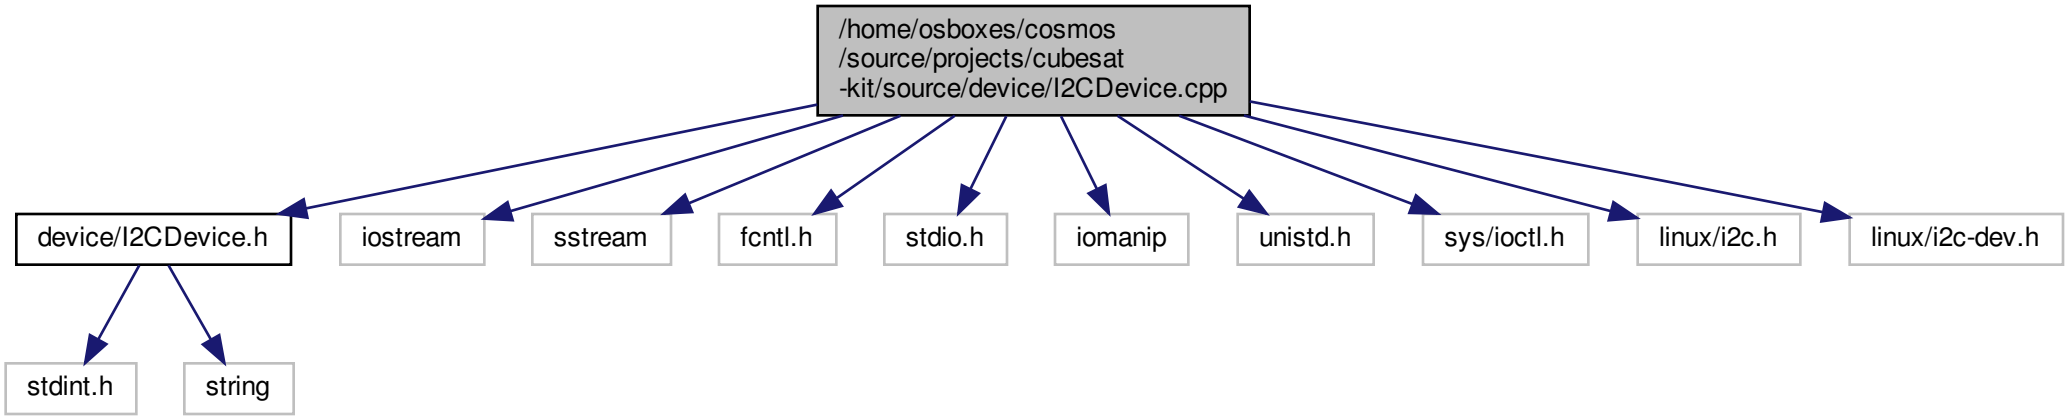 /home/osboxes/cosmos
/source/projects/cubesat
-kit/source/device/I2CDevice.cpp
device/I2CDevice.h
iostream
sstream
fcntl.h
stdio.h
iomanip
unistd.h
sys/ioctl.h
linux/i2c.h
linux/i2c-dev.h
stdint.h
string